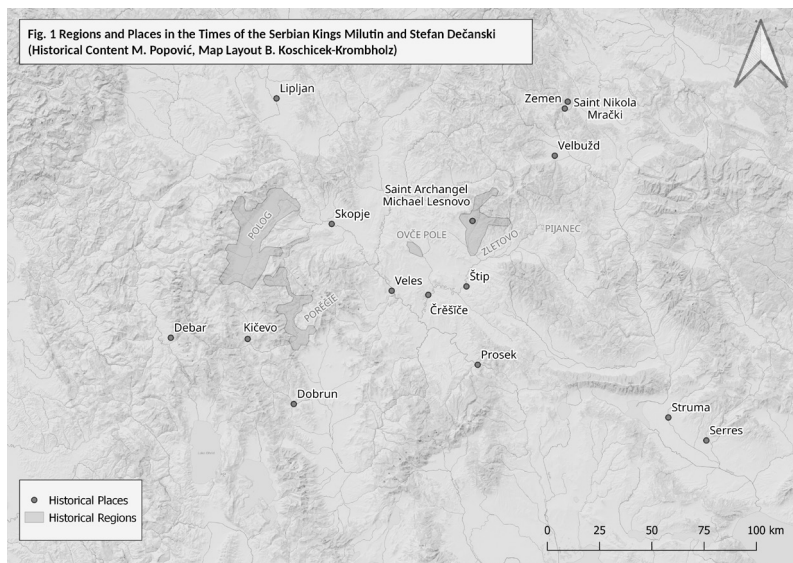 Fig. 1 Regions and Places in the Times of the Serbian Kings Milutin and Stefan Dečanski
(Historical Content M. Popović, Map Layout B. Koschicek-Krombholz)
Lipljan
Zemen
Saint Nikola
Mrački
Velbužd
Saint Archangel
Michael Lesnovo
Skopje
POLOG
OVČE POLE
ZLETOVO
PIJANEC
Veles
Štip
Črěšče
POREČIE
Debar
Kičevo
Prosek
Dobrun
Struma
Serres
Historical Places
Historical Regions
0 25 50 75 100 km